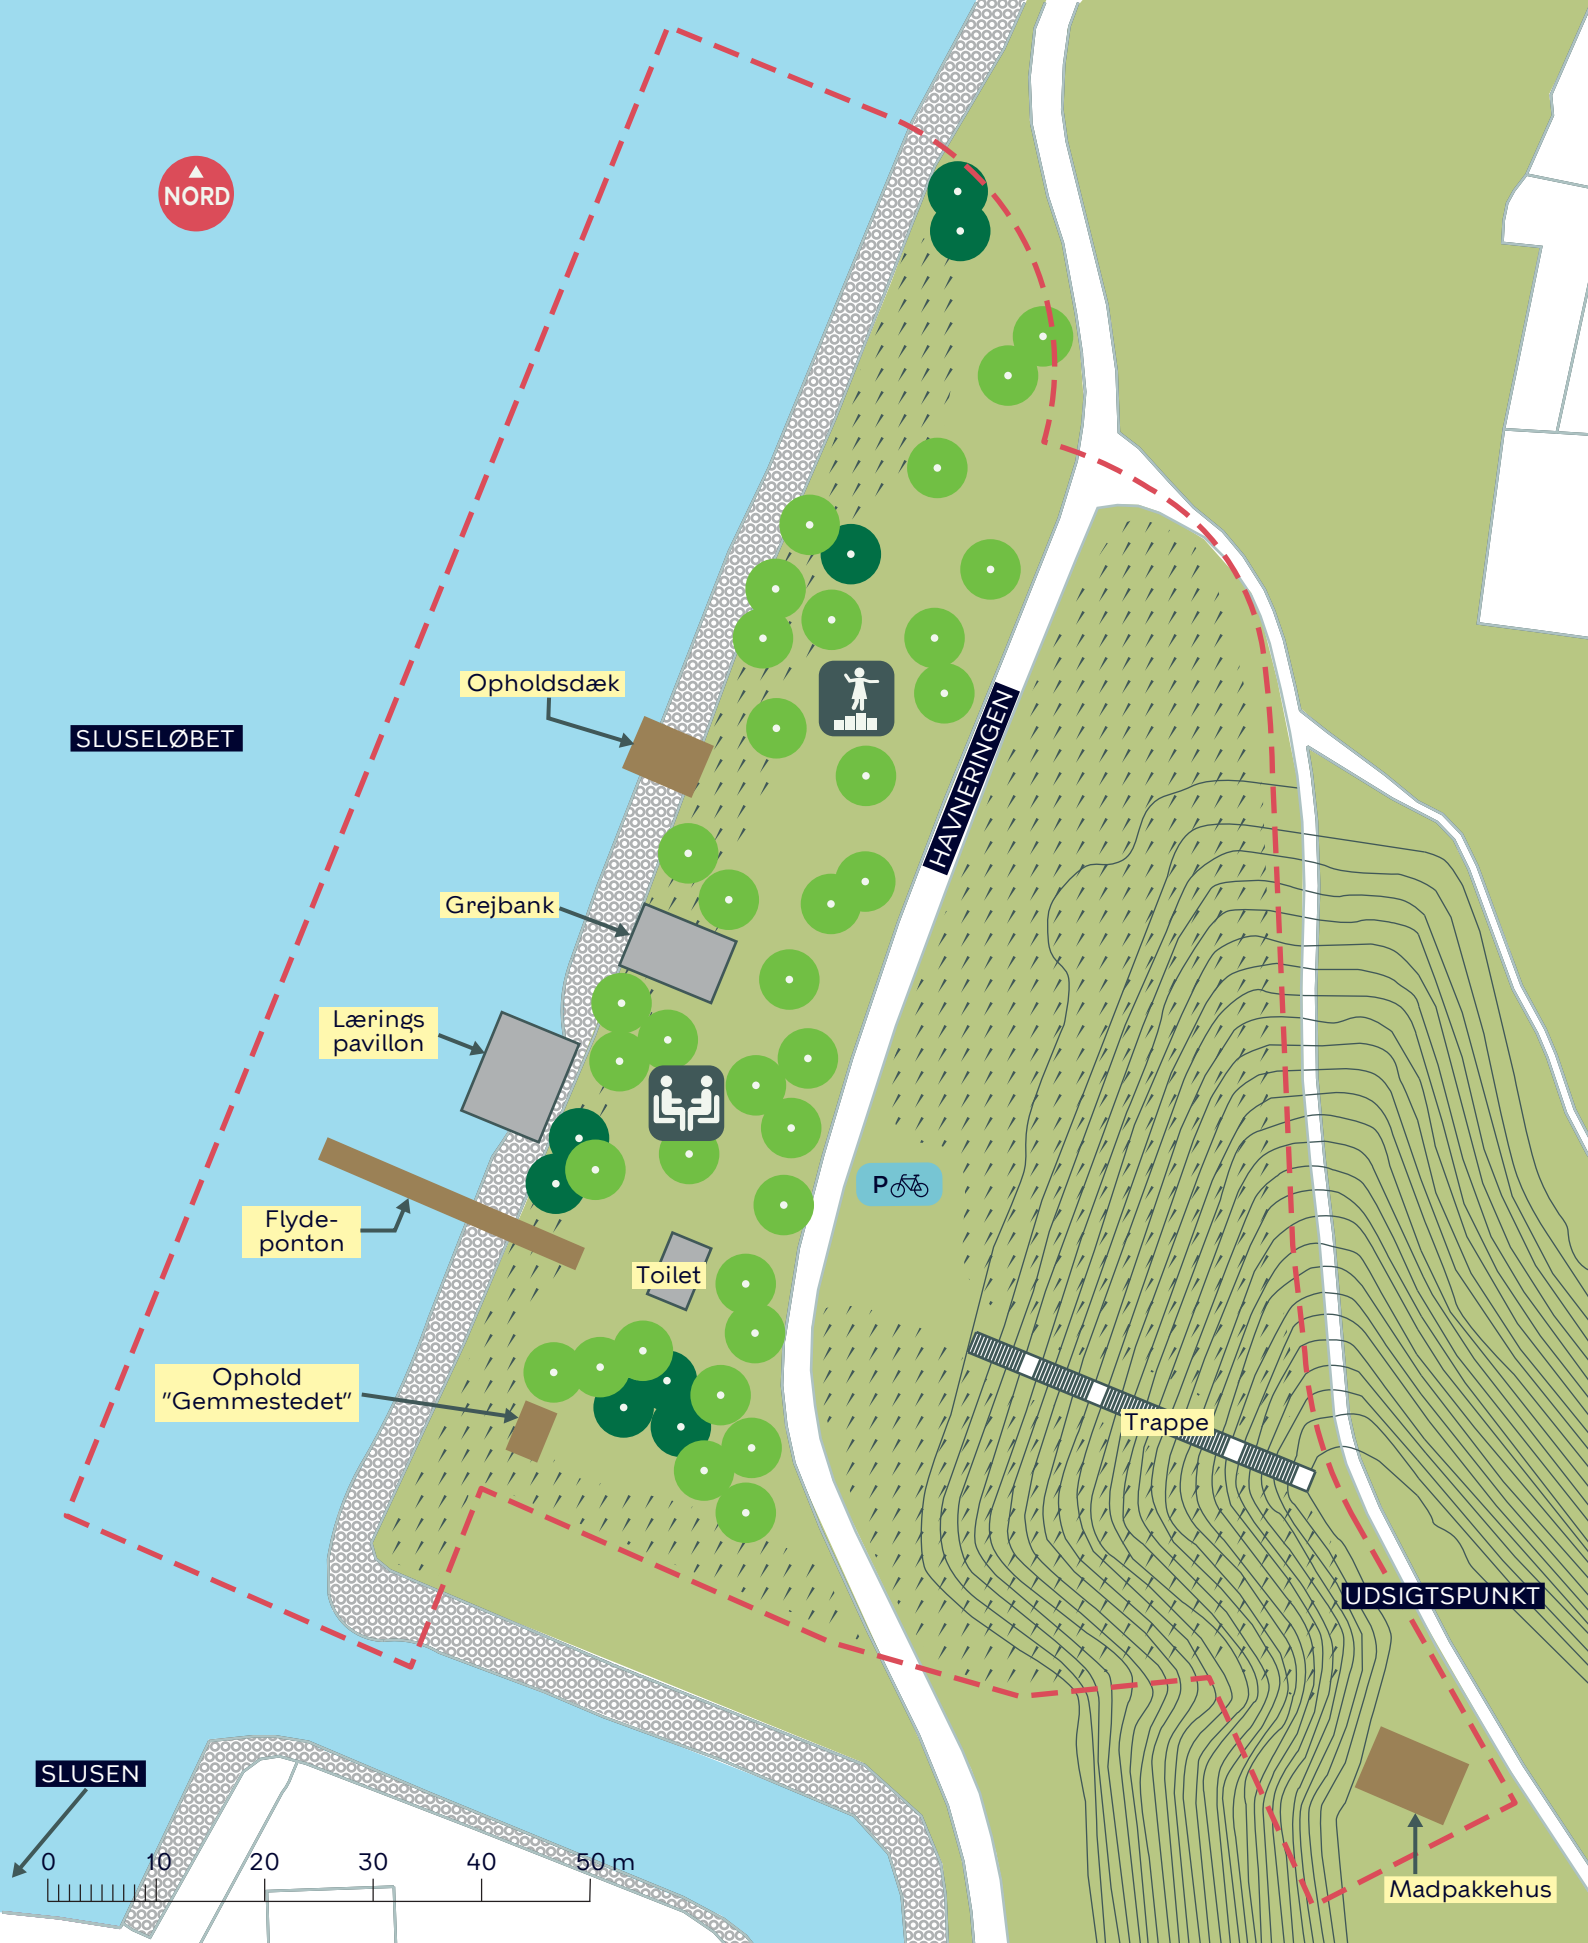 NORD
Opholdsdæk
SLUSELØBET
HAVNERINGEN
Grejbank
Lærings
pavillon
P
Flyde-
ponton
Toilet
Ophold
"Gemmestedet"
Trappe
UDSIGTSPUNKT
SLUSEN
0 10 20 30 40 50 m
Madpakkehus